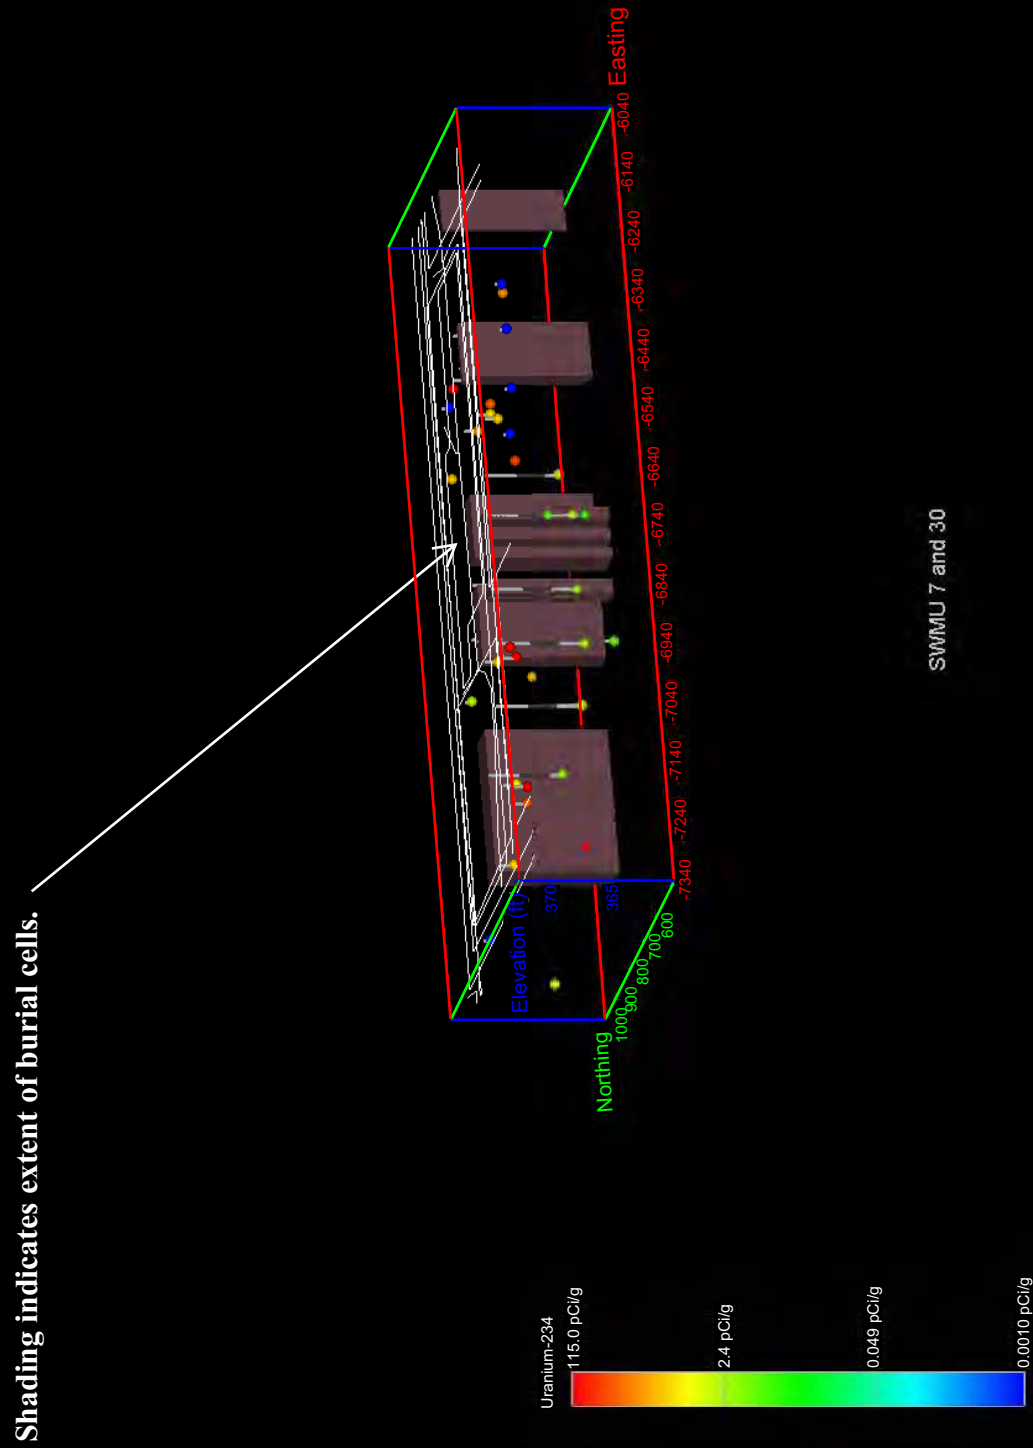 Shading indicates extent of burial cells.
Easting
-6040
-6140
-6240
-6340
-6440
-6540
-6640
-6740
-6840
-6940
-7040
-7140
-7240
-7340
Elevation (ft)
370
365
Northing
1000
900
800
700
600
Uranium-234
115.0 pCi/g
2.4 pCi/g
0.049 pCi/g
0.0010 pCi/g
SWMU 7 and 30